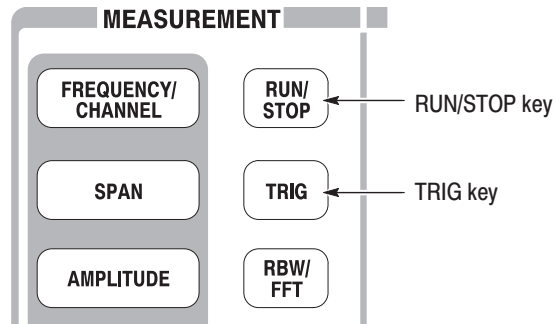 MEASUREMENT
FREQUENCY/
CHANNEL
RUN/
STOP
RUN/STOP key
SPAN
TRIG
TRIG key
AMPLITUDE
RBW/
FFT